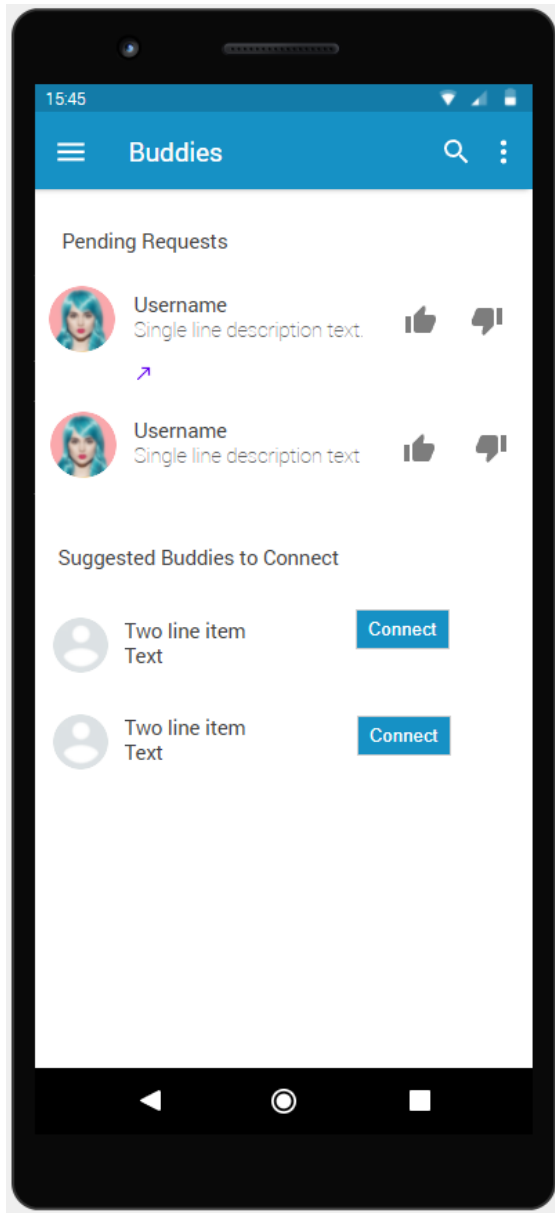 15:45
Buddies
Pending Requests
Username
Single line description text.
Username
Single line description text
Suggested Buddies to Connect
Two line item
Text
Connect
Two line item
Text
Connect